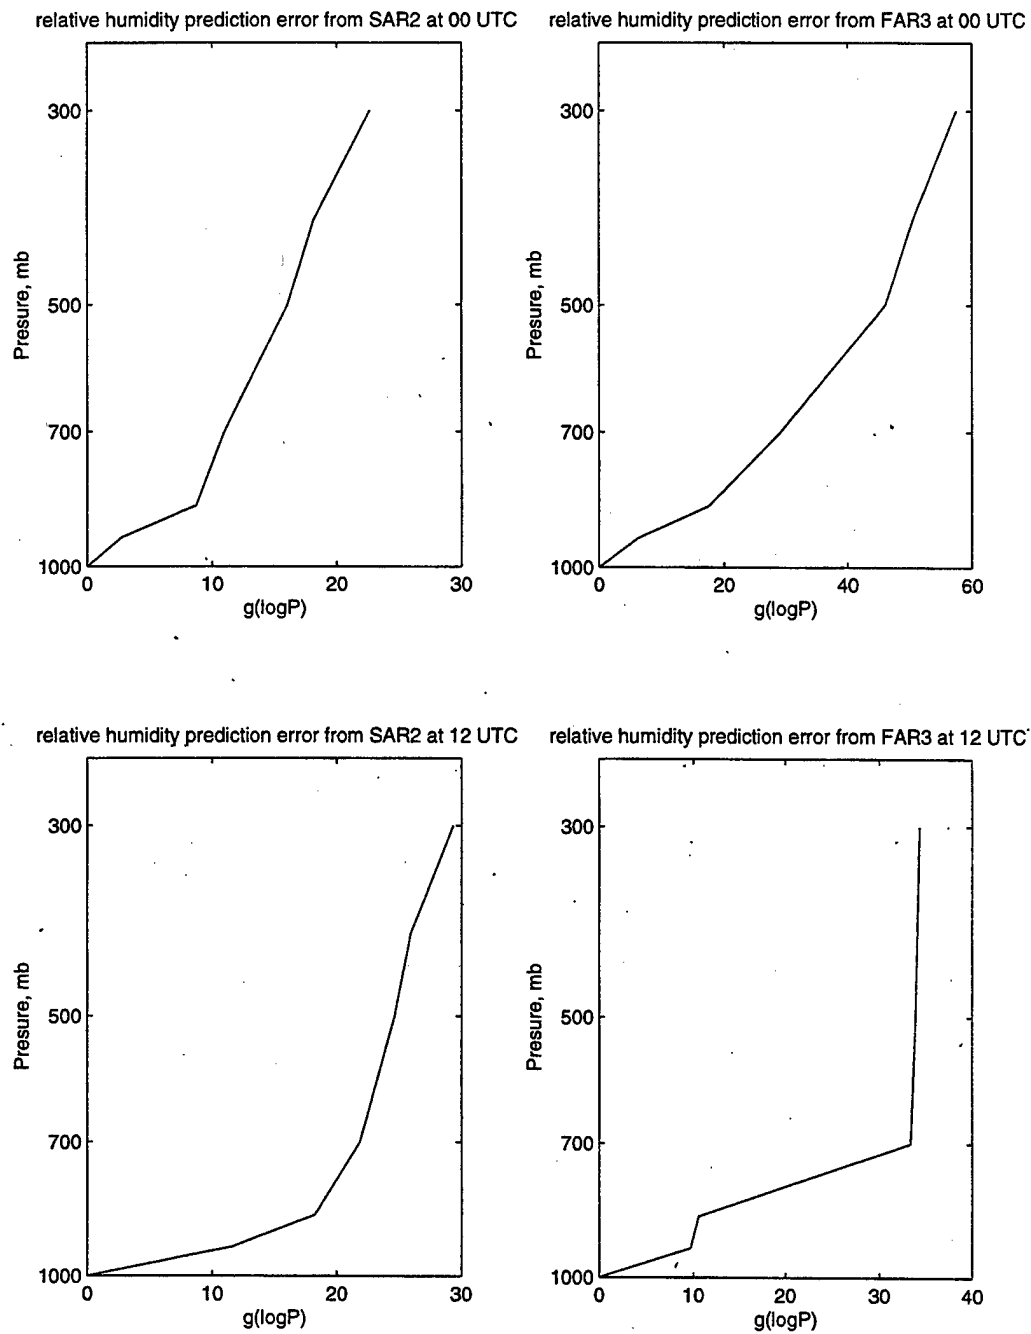 relative humidity prediction error from SAR2 at 00 UTC
300
500
700
1000
Presure, mb
0 10 20 30
g(logP)
relative humidity prediction error from FAR3 at 00 UTC
300
500
700
1000
Presure, mb
0 20 40 60
g(logP)
relative humidity prediction error from SAR2 at 12 UTC
300
500
700
1000
Presure, mb
0 10 20 30
g(logP)
relative humidity prediction error from FAR3 at 12 UTC
300
500
700
1000
Presure, mb
0 10 20 30 40
g(logP)